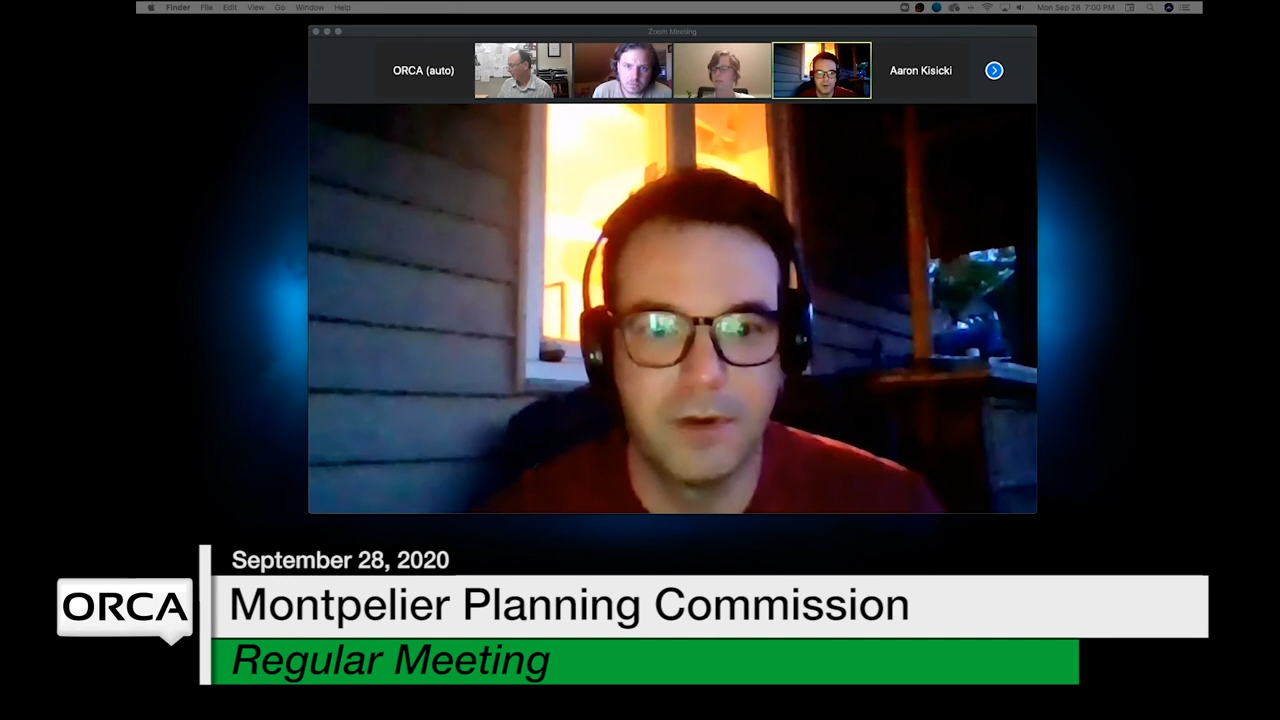 Finder File Edit View Go Window Help
Mon Sep 28 7:00 PM
Zoom Meeting
ORCA (auto)
Aaron Kisicki
September 28, 2020
ORCA
Montpelier Planning Commission
Regular Meeting